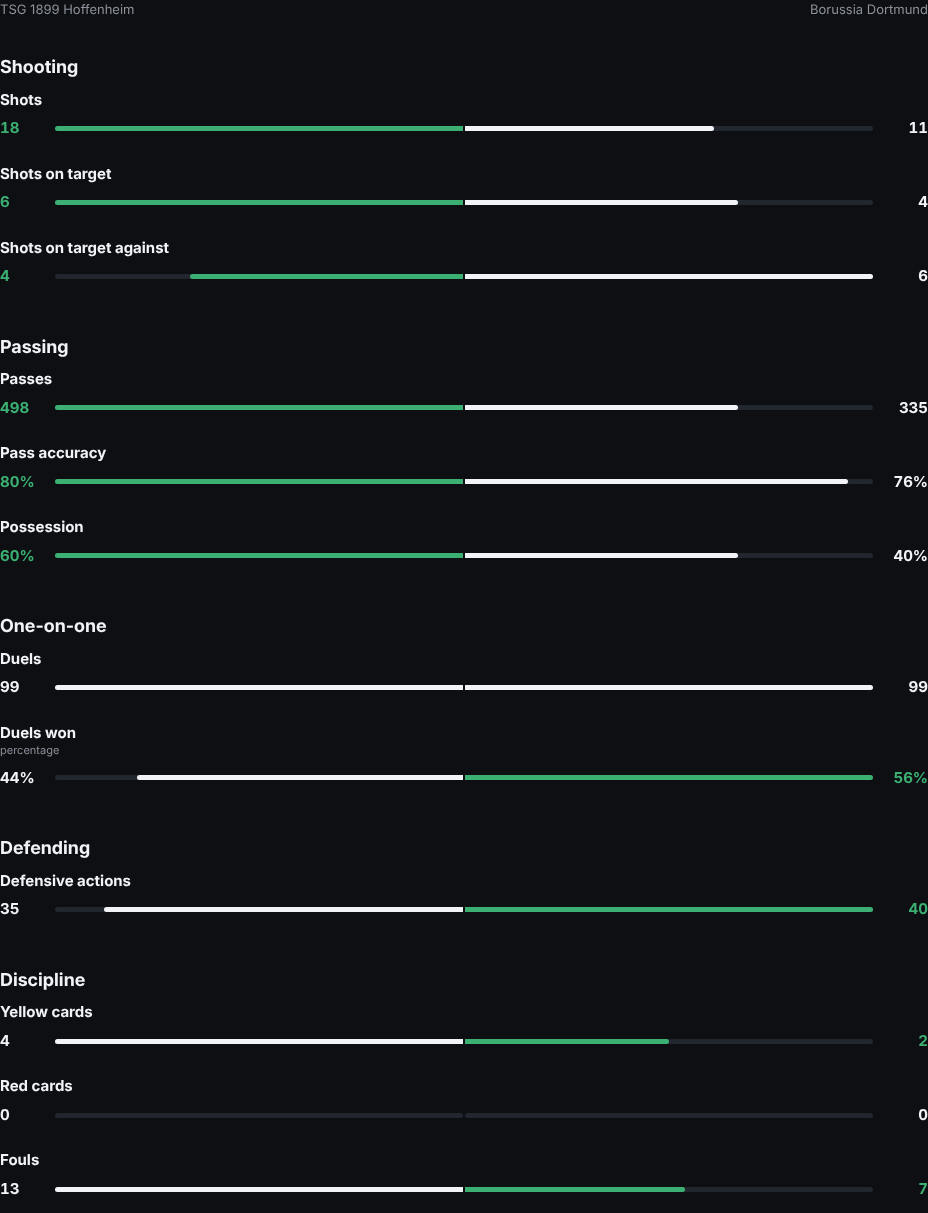 TSG 1899 Hoffenheim Borussia Dortmund
Shooting
Shots
18 11
Shots on target
6 4
Shots on target against
4 6
Passing
Passes
498 335
Pass accuracy
80% 76%
Possession
60% 40%
One-on-one
Duels
99 99
Duels won
percentage
44% 56%
Defending
Defensive actions
35 40
Discipline
Yellow cards
4 2
Red cards
0 0
Fouls
13 7